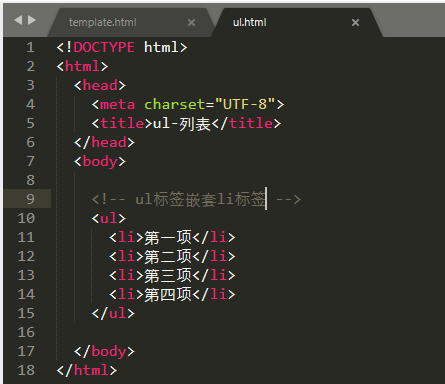 template.html × ul.html ×
1 <!DOCTYPE html>
2 <html>
3 <head>
4 <meta charset="UTF-8">
5 <title>ul-列表</title>
6 </head>
7 <body>
8
9 <!-- ul标签嵌套li标签 -->
10 <ul>
11 <li>第一项</li>
12 <li>第二项</li>
13 <li>第三项</li>
14 <li>第四项</li>
15 </ul>
16
17 </body>
18 </html>